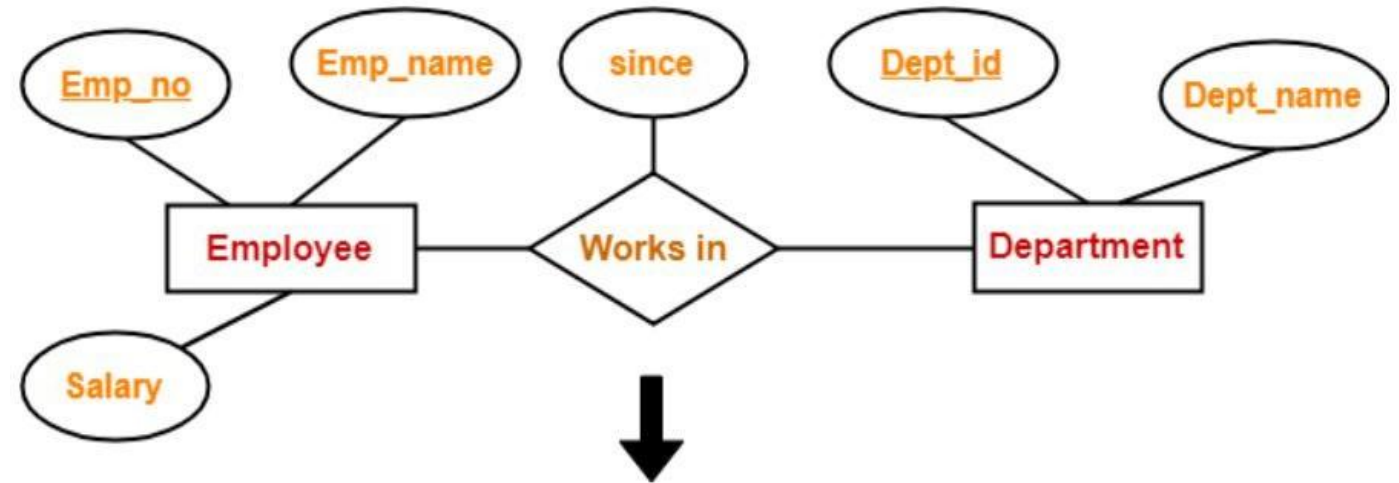 Emp_no
Emp_name
since
Dept_id
Dept_name
Employee
Works in
Department
Salary